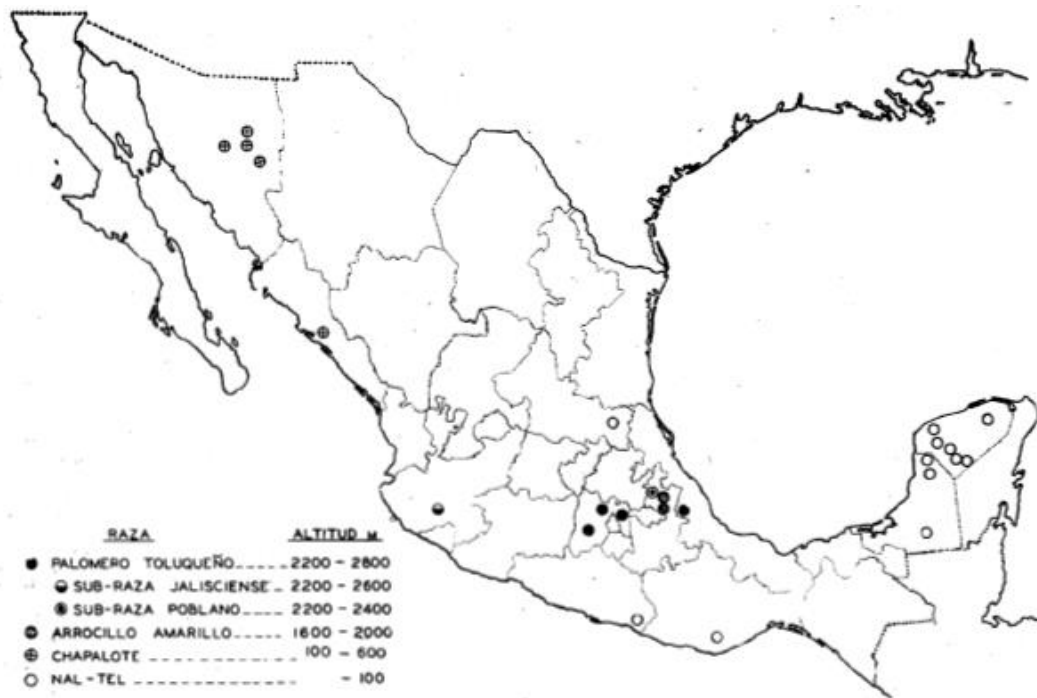 RAZA ALTITUD M
PALOMERO TOLUQUEÑO 2200 - 2800
SUB-RAZA JALISCIENSE 2200 - 2600
SUB-RAZA POBLANO 2200 - 2400
ARROCILLO AMARILLO 1600 - 2000
CHAPALOTE 100 - 600
NAL-TEL - 100